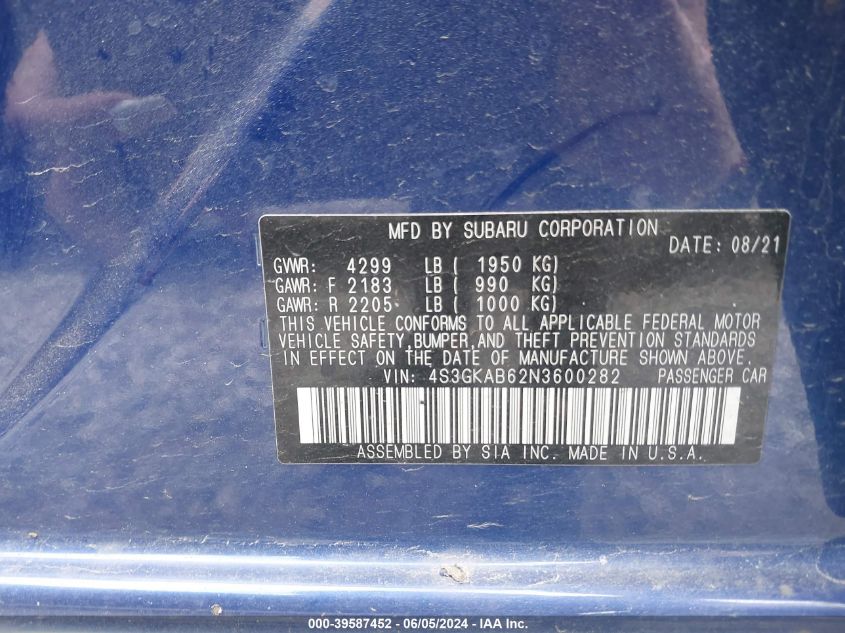 MFD BY SUBARU CORPORATION
DATE: 08/21
GVWR: 4299 LB ( 1950 KG)
GAWR: F 2183 LB ( 990 KG)
GAWR: R 2205 LB ( 1000 KG)
THIS VEHICLE CONFORMS TO ALL APPLICABLE FEDERAL MOTOR
VEHICLE SAFETY,BUMPER,AND THEFT PREVENTION STANDARDS
IN EFFECT ON THE DATE OF MANUFACTURE SHOWN ABOVE.
VIN: 4S3GKAB62N3600282 PASSENGER CAR
ASSEMBLED BY SIA INC. MADE IN U.S.A.
000-39587452 - 06/05/2024 - IAA Inc.